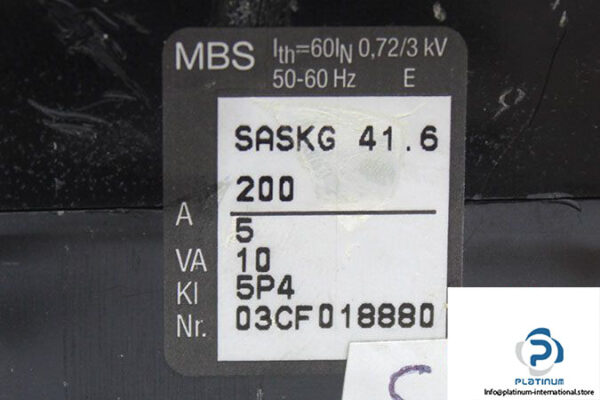 MBS Ith=60IN 0,72/3 kV
50-60 Hz E
SASKG 41.6
200
A
5
VA 10
Kl 5P4
Nr. 03CF018880
S
PLATINUM
Info@platinum-international.store